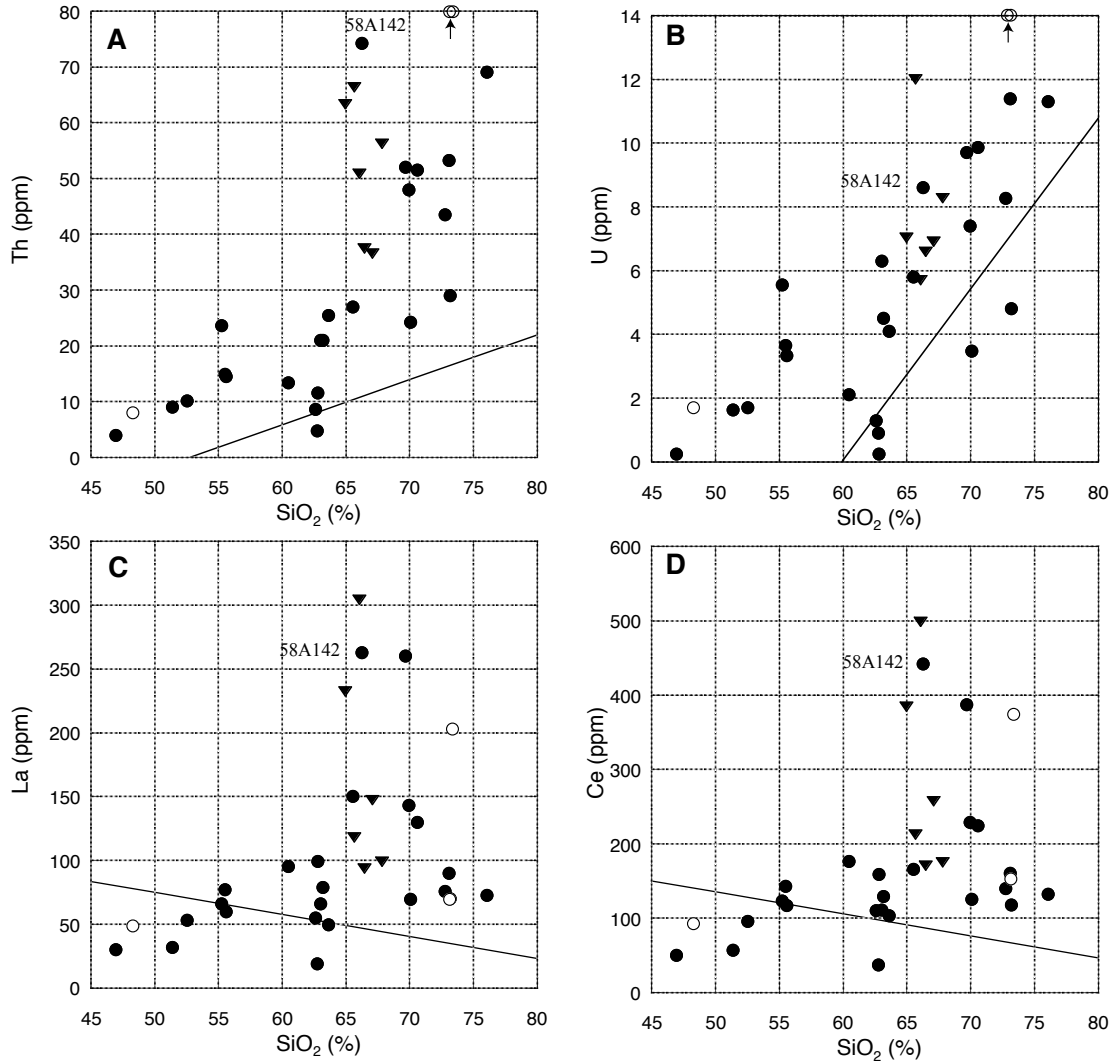 A
58A142
80
70
60
50
40
30
20
10
0
Th (ppm)
45 50 55 60 65 70 75 80
SiO2 (%)
B
58A142
14
12
10
8
6
4
2
0
U (ppm)
45 50 55 60 65 70 75 80
SiO2 (%)
C
58A142
350
300
250
200
150
100
50
0
La (ppm)
45 50 55 60 65 70 75 80
SiO2 (%)
D
58A142
600
500
400
300
200
100
0
Ce (ppm)
45 50 55 60 65 70 75 80
SiO2 (%)